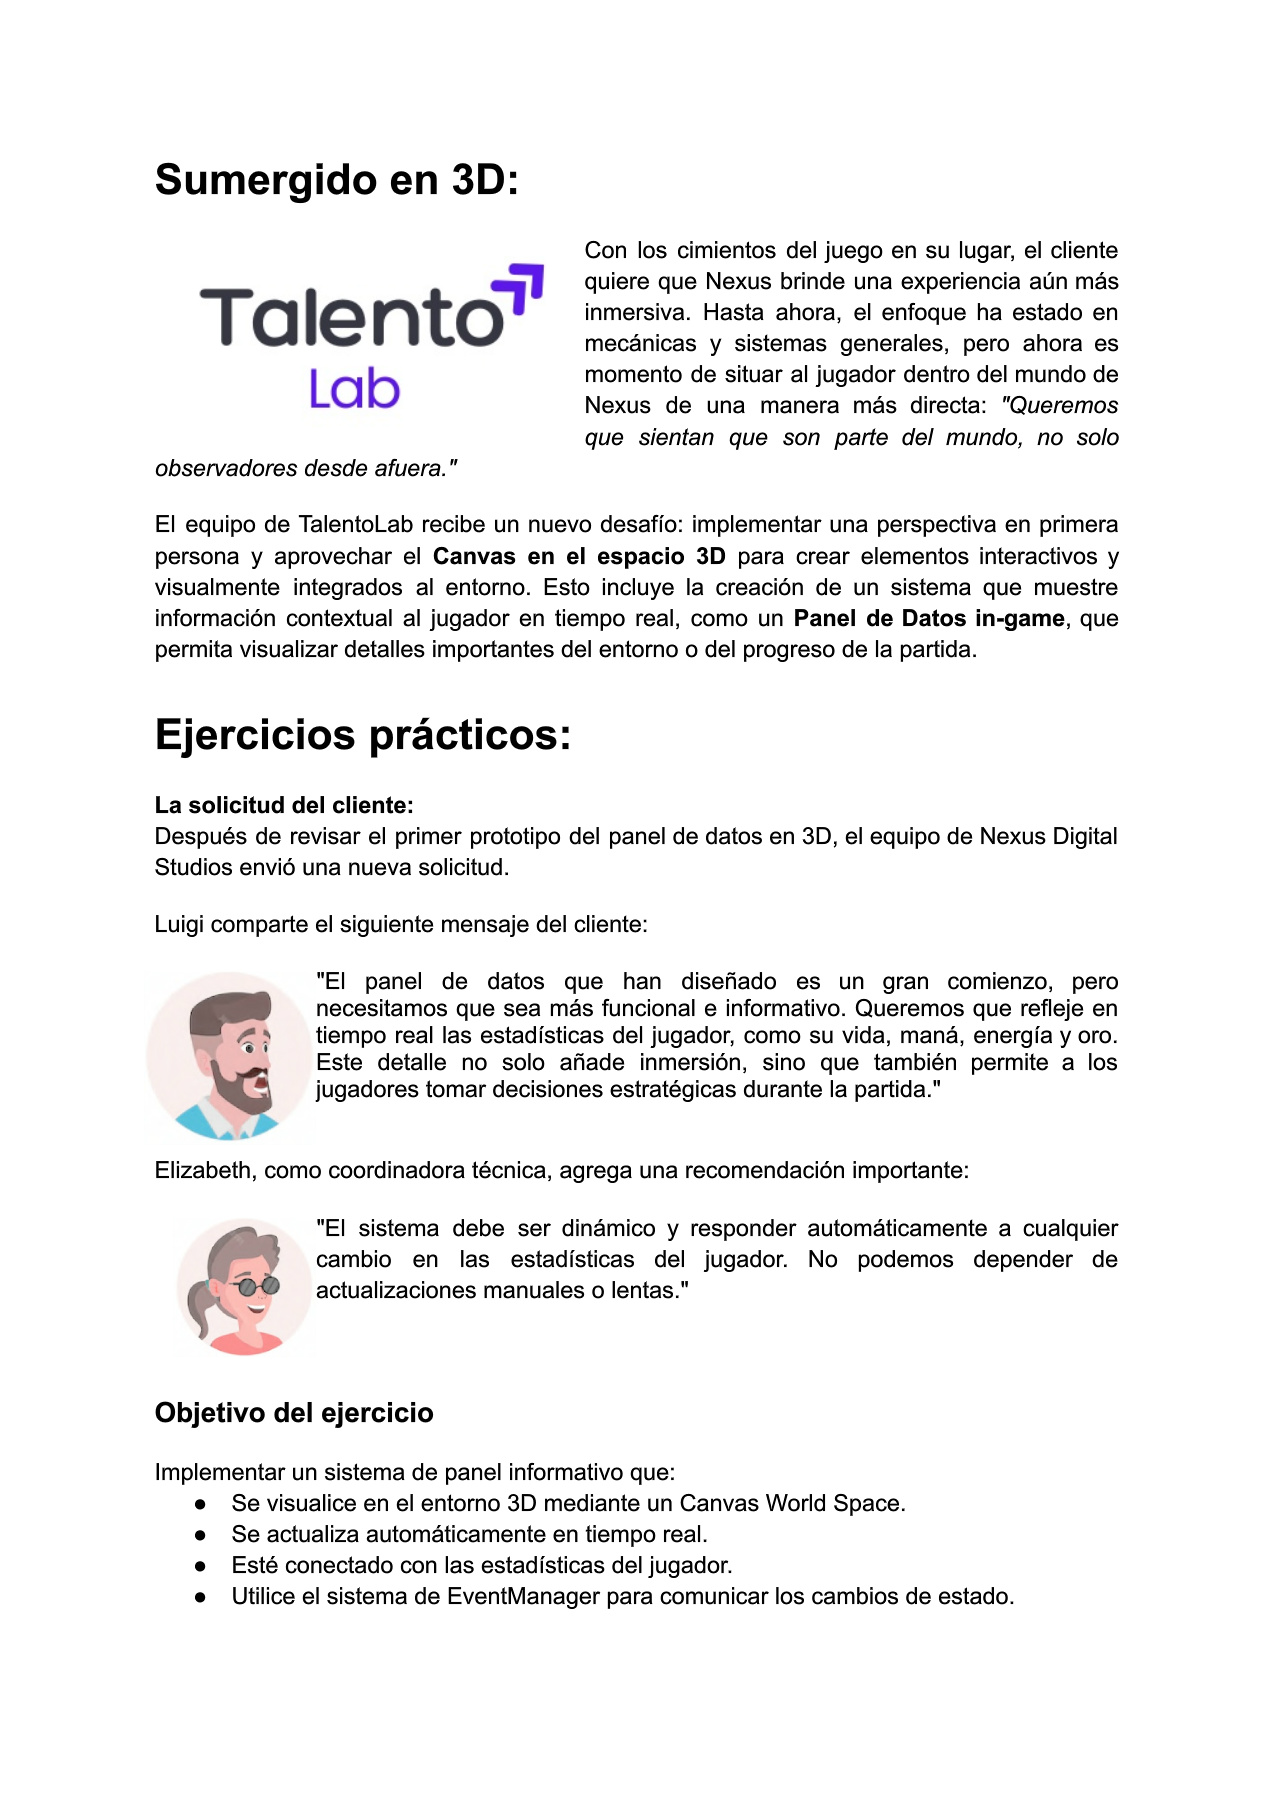 Sumergido en 3D:
Talento
Lab
Con los cimientos del juego en su lugar, el cliente
quiere que Nexus brinde una experiencia aún más
inmersiva. Hasta ahora, el enfoque ha estado en
mecánicas y sistemas generales, pero ahora es
momento de situar al jugador dentro del mundo de
Nexus de una manera más directa: "Queremos
que sientan que son parte del mundo, no solo
observadores desde afuera."
El equipo de TalentoLab recibe un nuevo desafío: implementar una perspectiva en primera
persona y aprovechar el Canvas en el espacio 3D para crear elementos interactivos y
visualmente integrados al entorno. Esto incluye la creación de un sistema que muestre
información contextual al jugador en tiempo real, como un Panel de Datos in-game, que
permita visualizar detalles importantes del entorno o del progreso de la partida.
Ejercicios prácticos:
La solicitud del cliente:
Después de revisar el primer prototipo del panel de datos en 3D, el equipo de Nexus Digital
Studios envió una nueva solicitud.
Luigi comparte el siguiente mensaje del cliente:
"El panel de datos que han diseñado es un gran comienzo, pero
necesitamos que sea más funcional e informativo. Queremos que refleje en
tiempo real las estadísticas del jugador, como su vida, maná, energía y oro.
Este detalle no solo añade inmersión, sino que también permite a los
jugadores tomar decisiones estratégicas durante la partida."
Elizabeth, como coordinadora técnica, agrega una recomendación importante:
"El sistema debe ser dinámico y responder automáticamente a cualquier
cambio en las estadísticas del jugador. No podemos depender de
actualizaciones manuales o lentas."
Objetivo del ejercicio
Implementar un sistema de panel informativo que:
● Se visualice en el entorno 3D mediante un Canvas World Space.
● Se actualiza automáticamente en tiempo real.
● Esté conectado con las estadísticas del jugador.
● Utilice el sistema de EventManager para comunicar los cambios de estado.